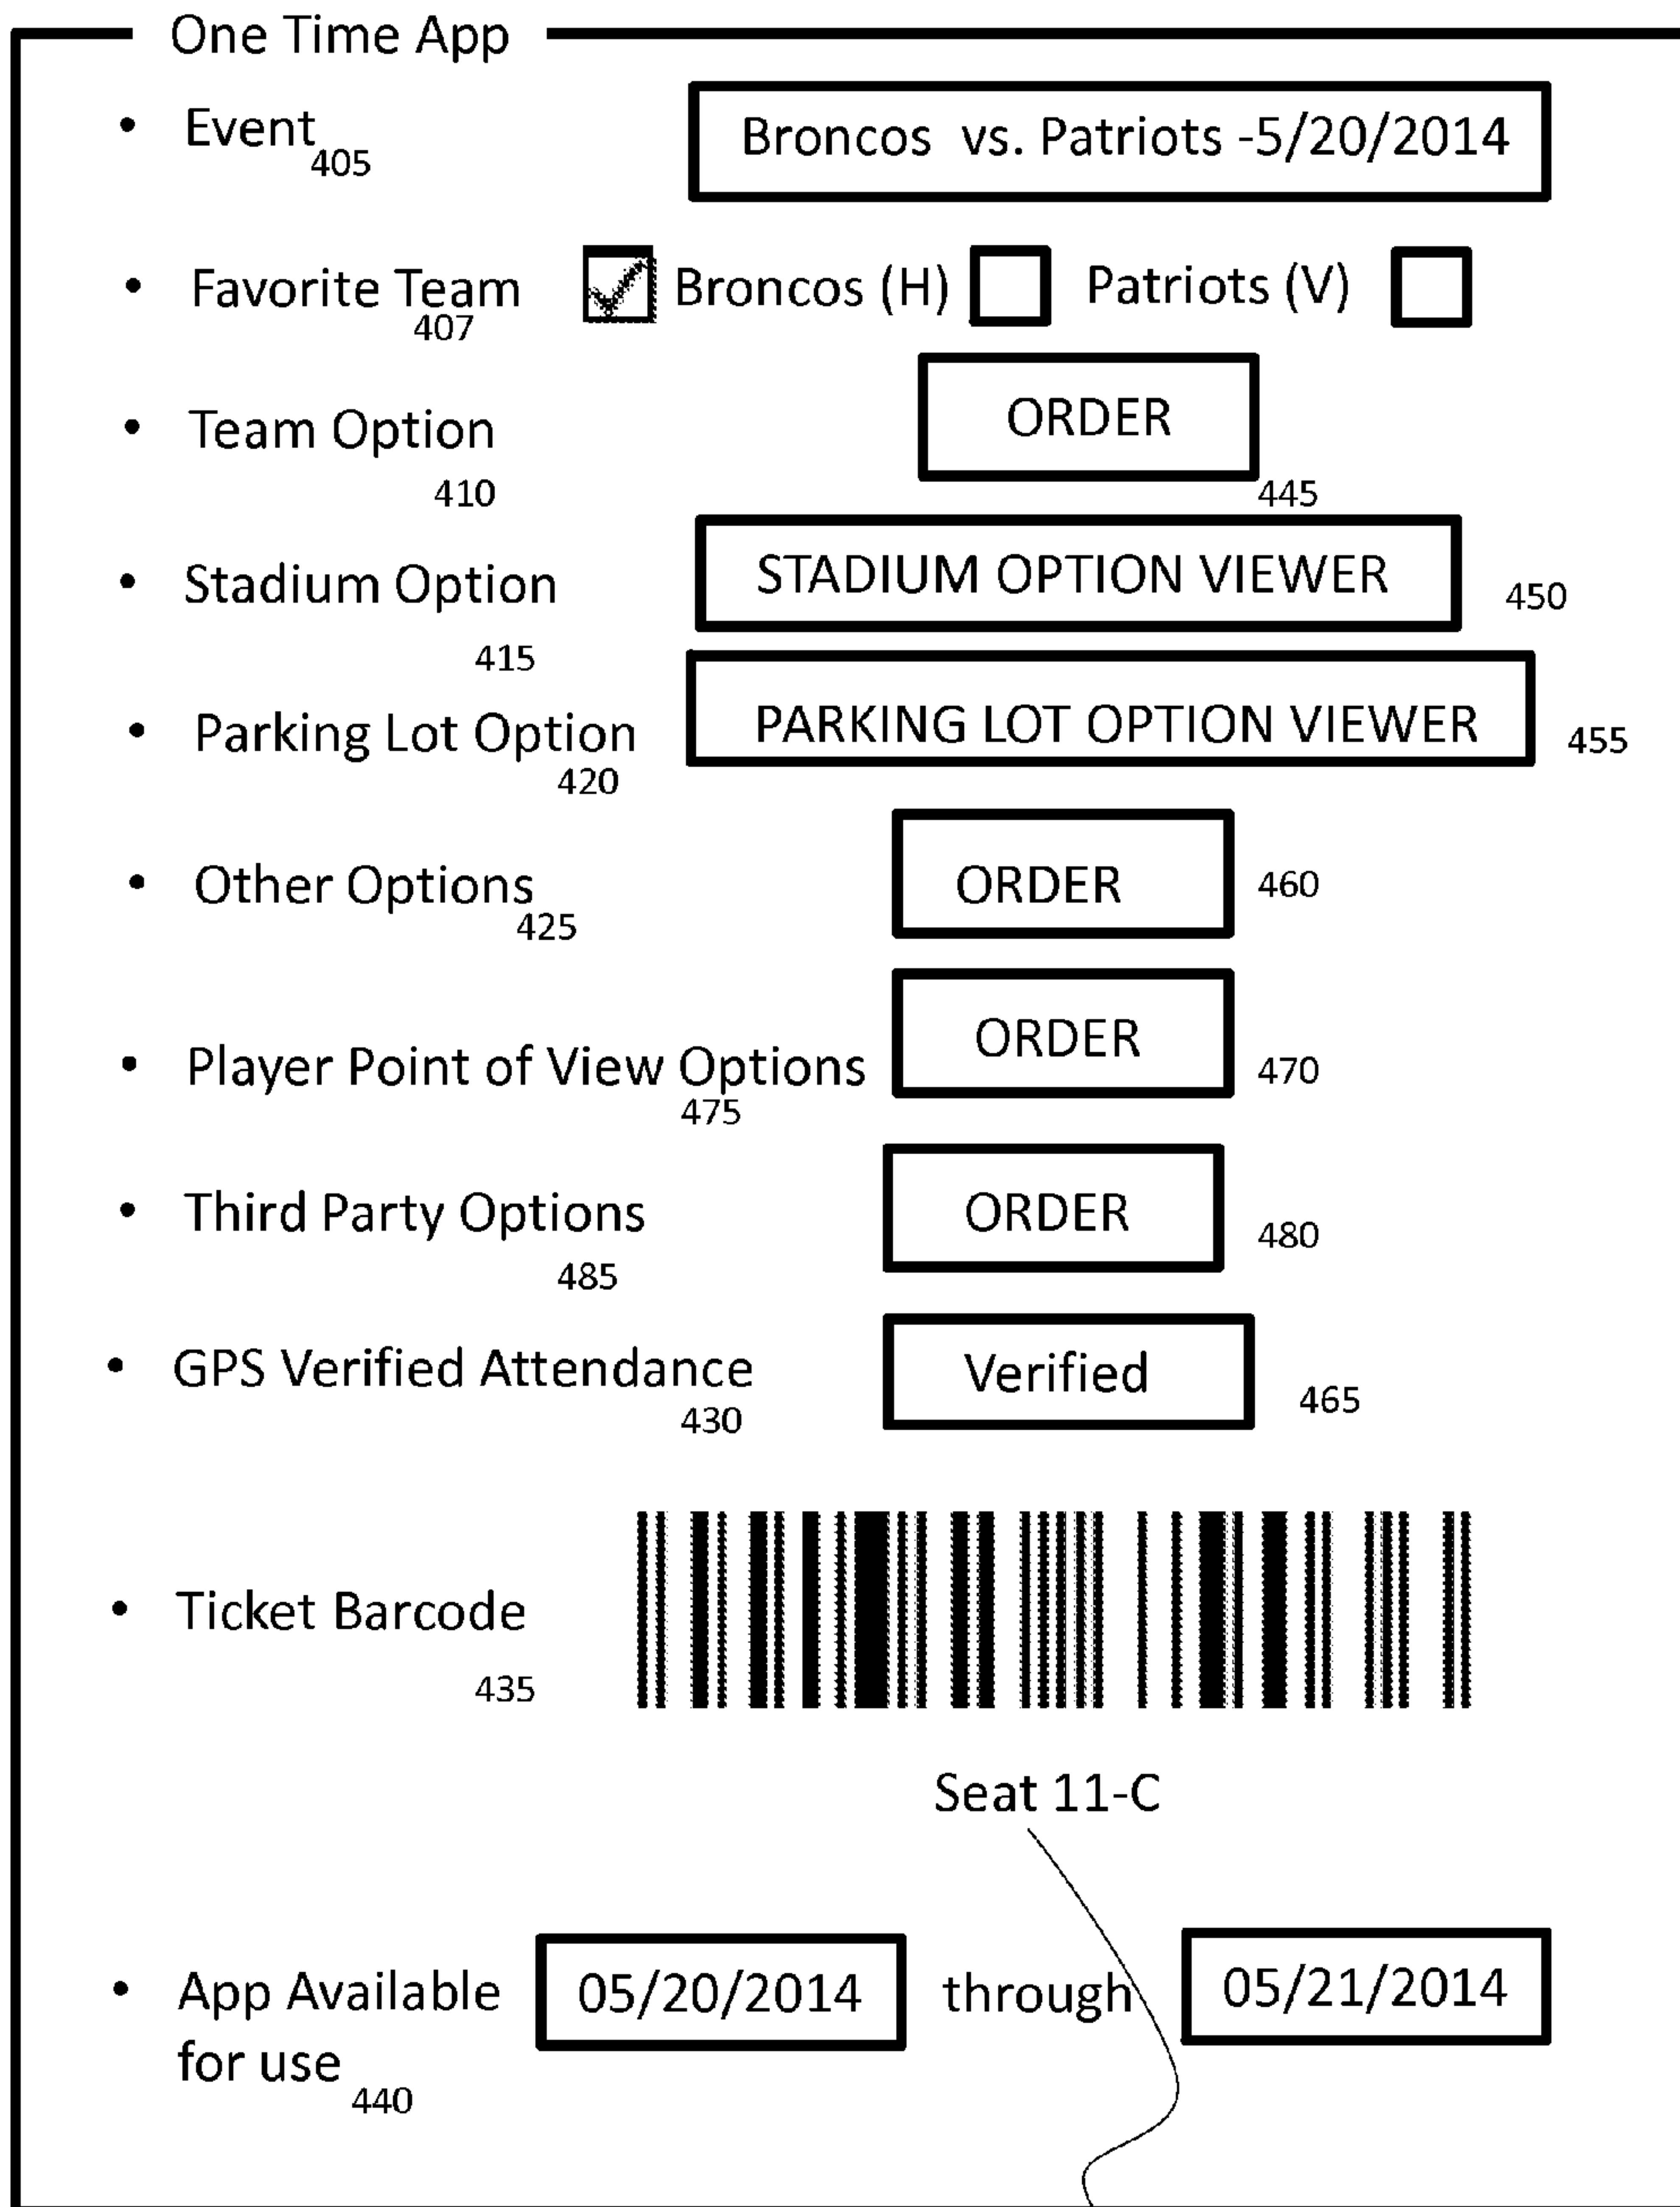 One Time App
• Event 405 Broncos vs. Patriots -5/20/2014
• Favorite Team 407 Broncos (H) Patriots (V)
• Team Option 410 ORDER 445
• Stadium Option 415 STADIUM OPTION VIEWER 450
• Parking Lot Option 420 PARKING LOT OPTION VIEWER 455
• Other Options 425 ORDER 460
• Player Point of View Options 475 ORDER 470
• Third Party Options 485 ORDER 480
• GPS Verified Attendance 430 Verified 465
• Ticket Barcode 435
Seat 11-C
• App Available 05/20/2014 through 05/21/2014
for use 440